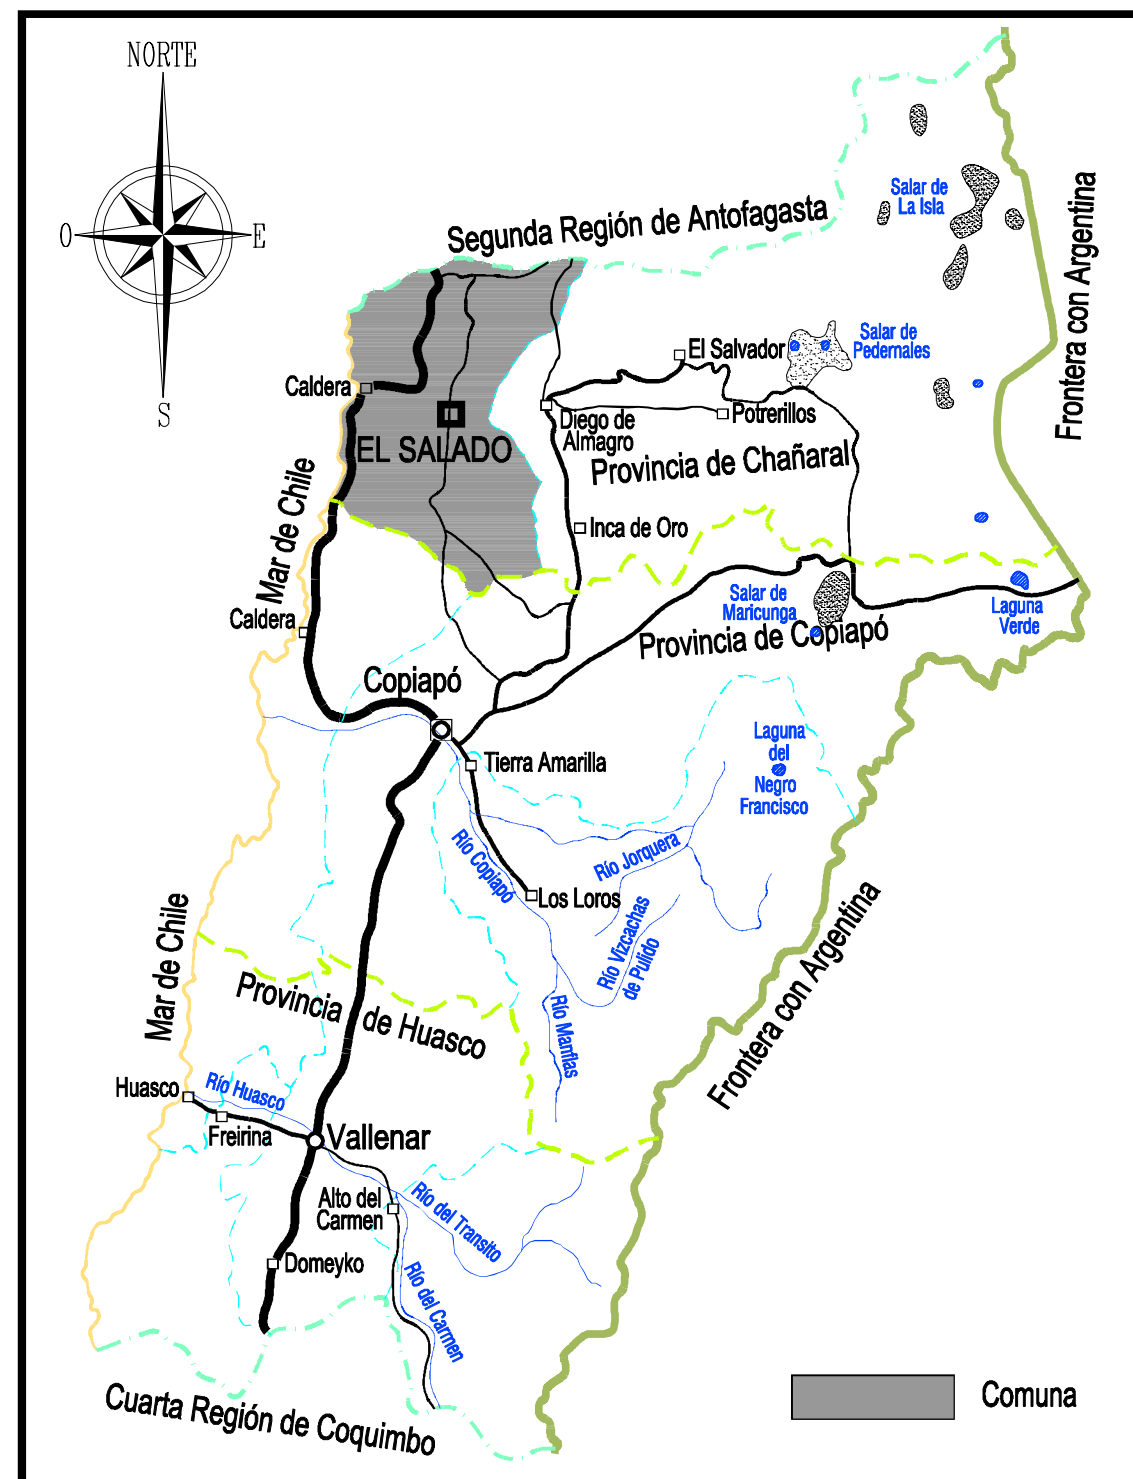 NORTE
O
E
S
Segunda Región de Antofagasta
Salar de
La Isla
Frontera con Argentina
Salar de
Pedernales
El Salvador
Caldera
Diego de
Almagro
Potrerillos
EL SALADO
Provincia de Chañaral
Mar de Chile
Inca de Oro
Caldera
Salar de
Maricunga
Laguna
Verde
Provincia de Copiapó
Copiapó
Laguna
del
Negro
Francisco
Tierra Amarilla
Río Copiapó
Río Jorquera
Los Loros
Río Vizcachas
de Pulido
Mar de Chile
Frontera con Argentina
Provincia de Huasco
Río Manflas
Huasco
Río Huasco
Freirina
Vallenar
Alto del
Carmen
Río del Transito
Domeyko
Río del Carmen
Cuarta Región de Coquimbo
Comuna